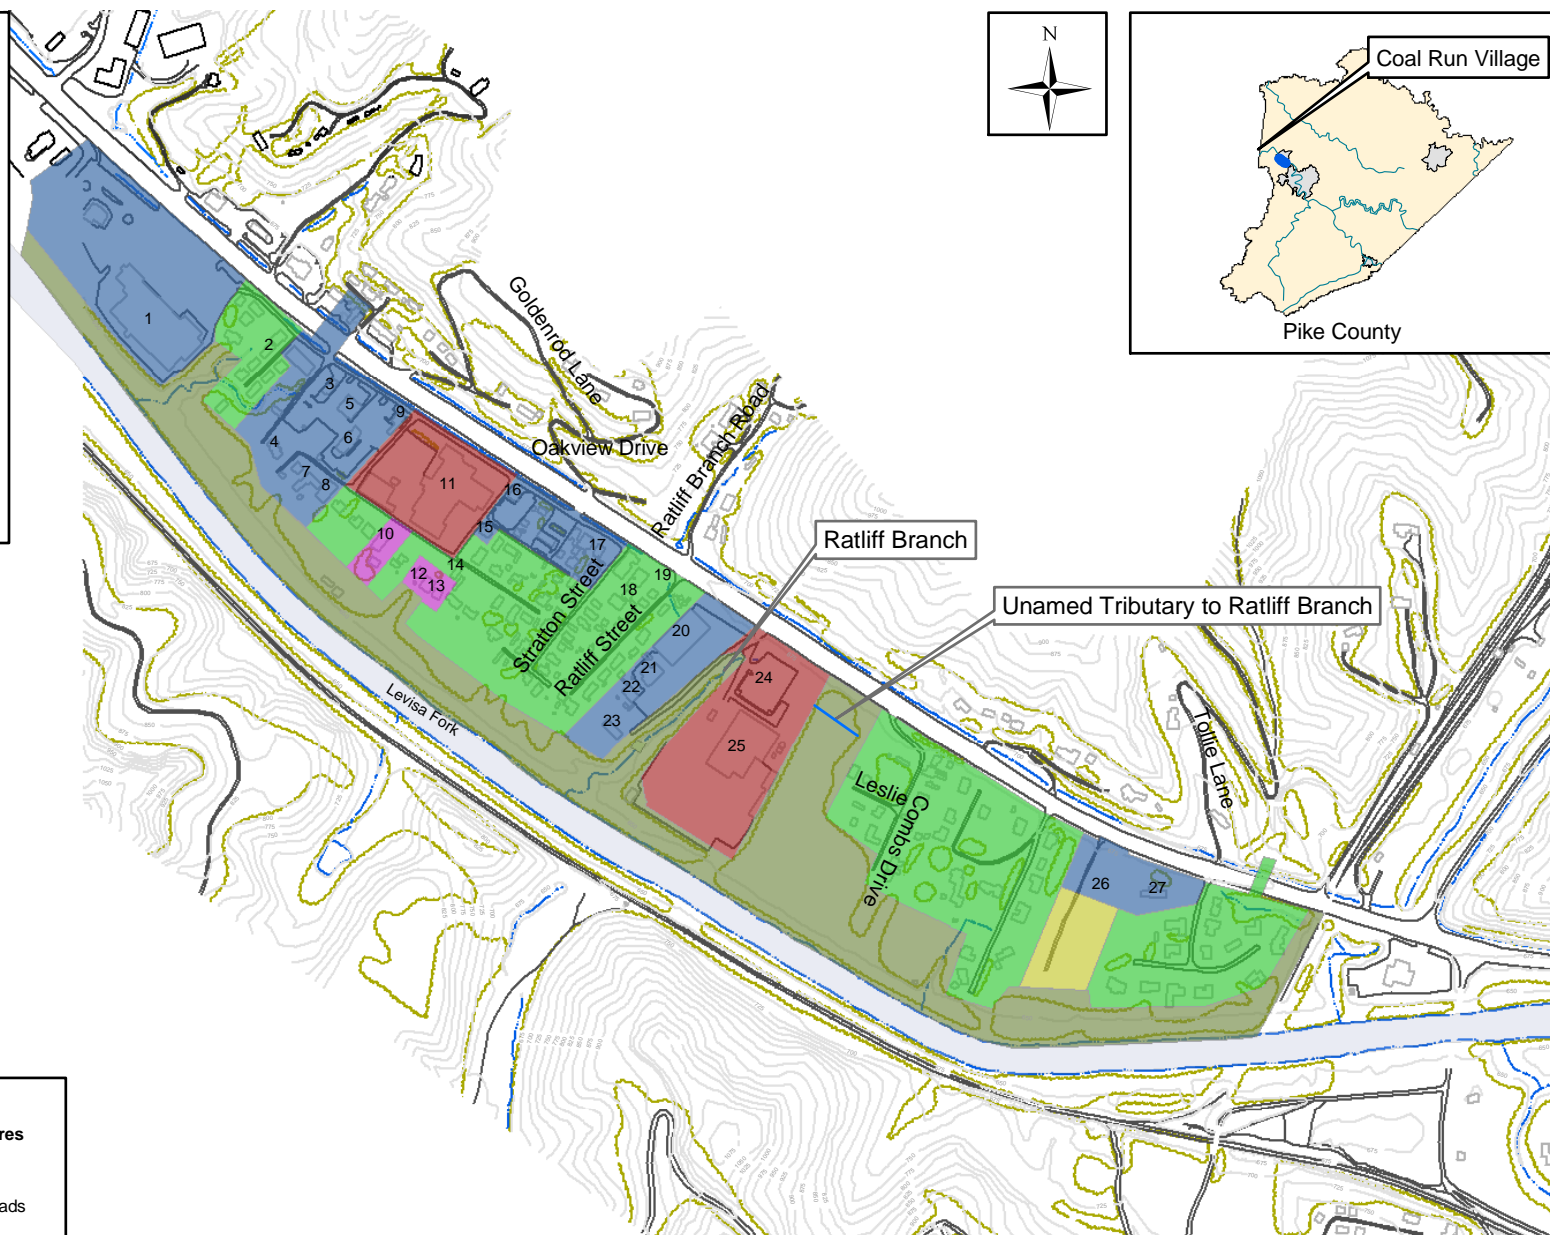 N
Coal Run Village
Pike County
Goldenrod Lane
Oakview Drive
Ratliff Branch Road
Ratliff Branch
Unamed Tributary to Ratliff Branch
Stratton Street
Ratliff Street
Levisa Fork
Leslie Combs Drive
Tollie Lane
1
2
3
5
9
4
6
7
8
11
16
10
15
17
12
13
14
18
19
20
21
22
23
24
25
26
27
res
ads